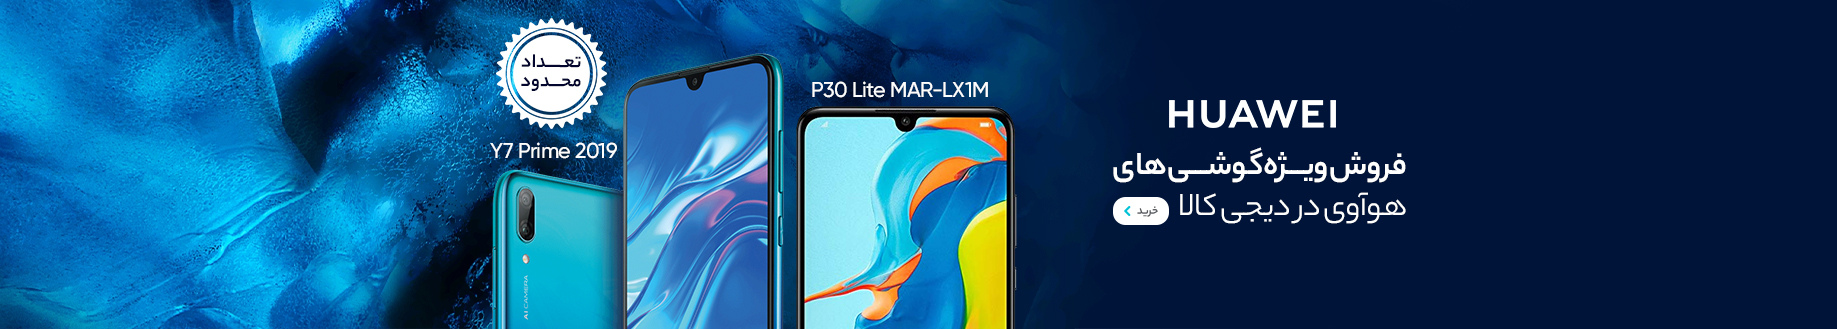 HUAWEI
فروش ویژه گوشی های
هوآوی در دیجی کالا
خرید
P30 Lite MAR-LX1M
تعداد
محدود
Y7 Prime 2019
AI CAMERA